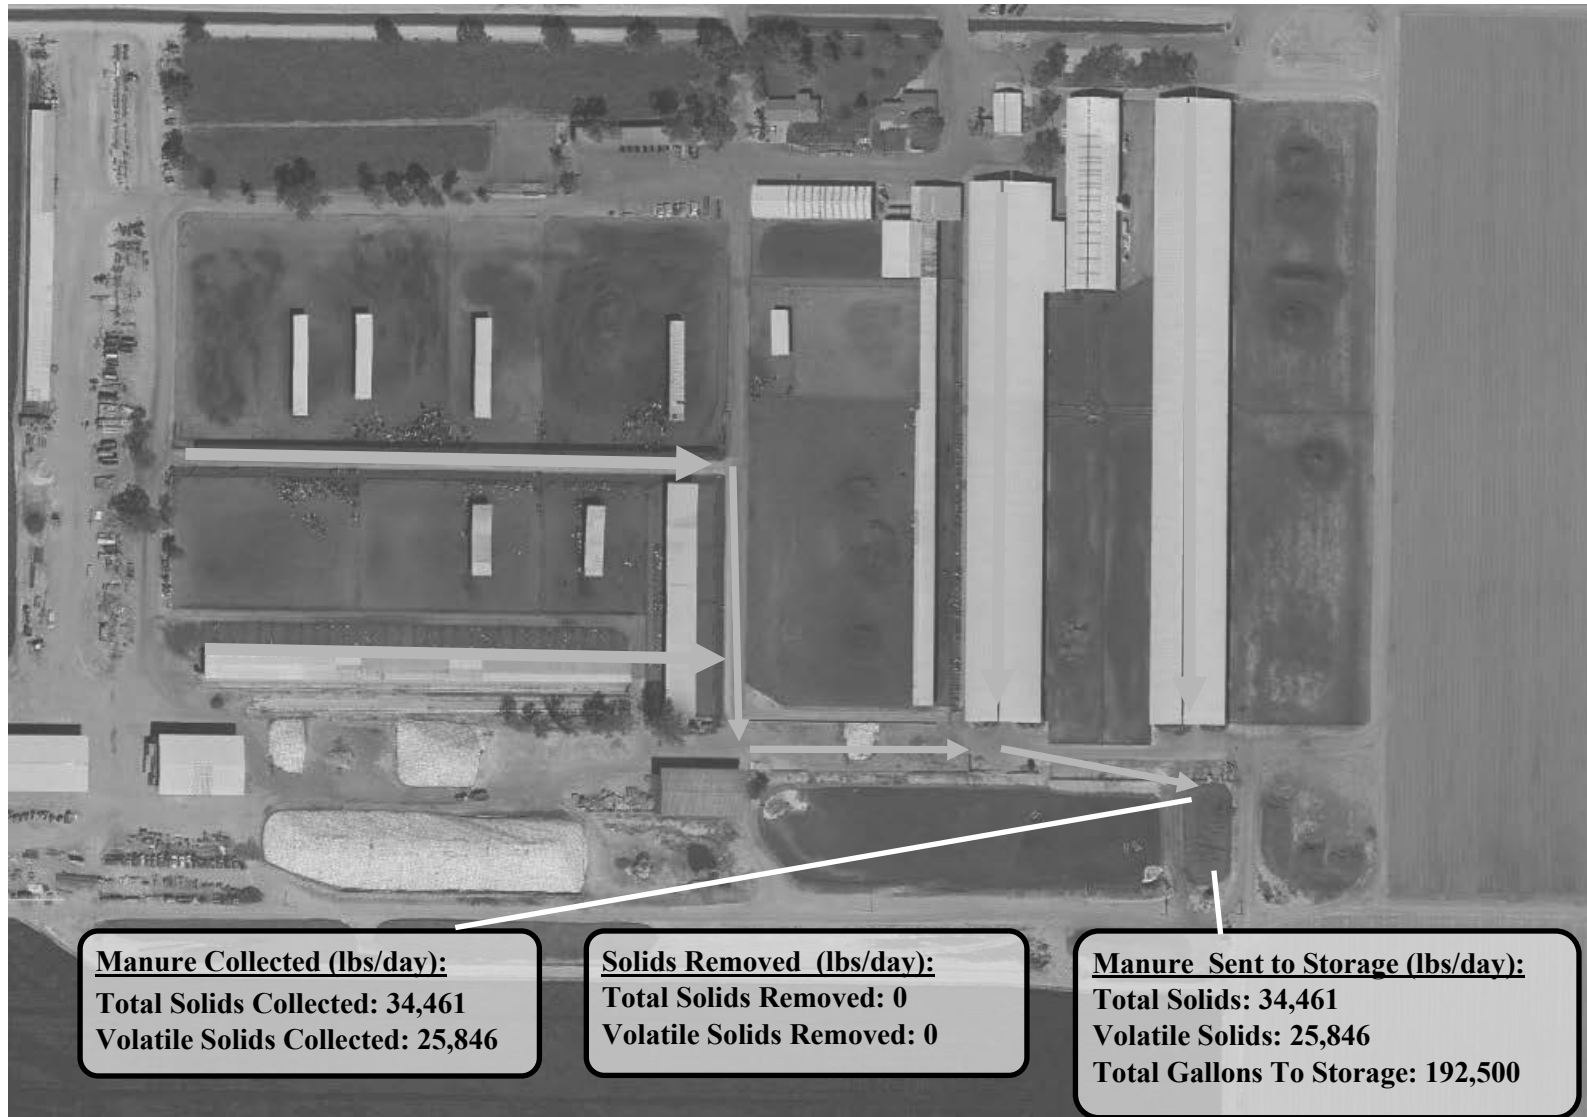 Manure Collected (lbs/day):
Total Solids Collected: 34,461
Volatile Solids Collected: 25,846
Solids Removed (lbs/day):
Total Solids Removed: 0
Volatile Solids Removed: 0
Manure Sent to Storage (lbs/day):
Total Solids: 34,461
Volatile Solids: 25,846
Total Gallons To Storage: 192,500